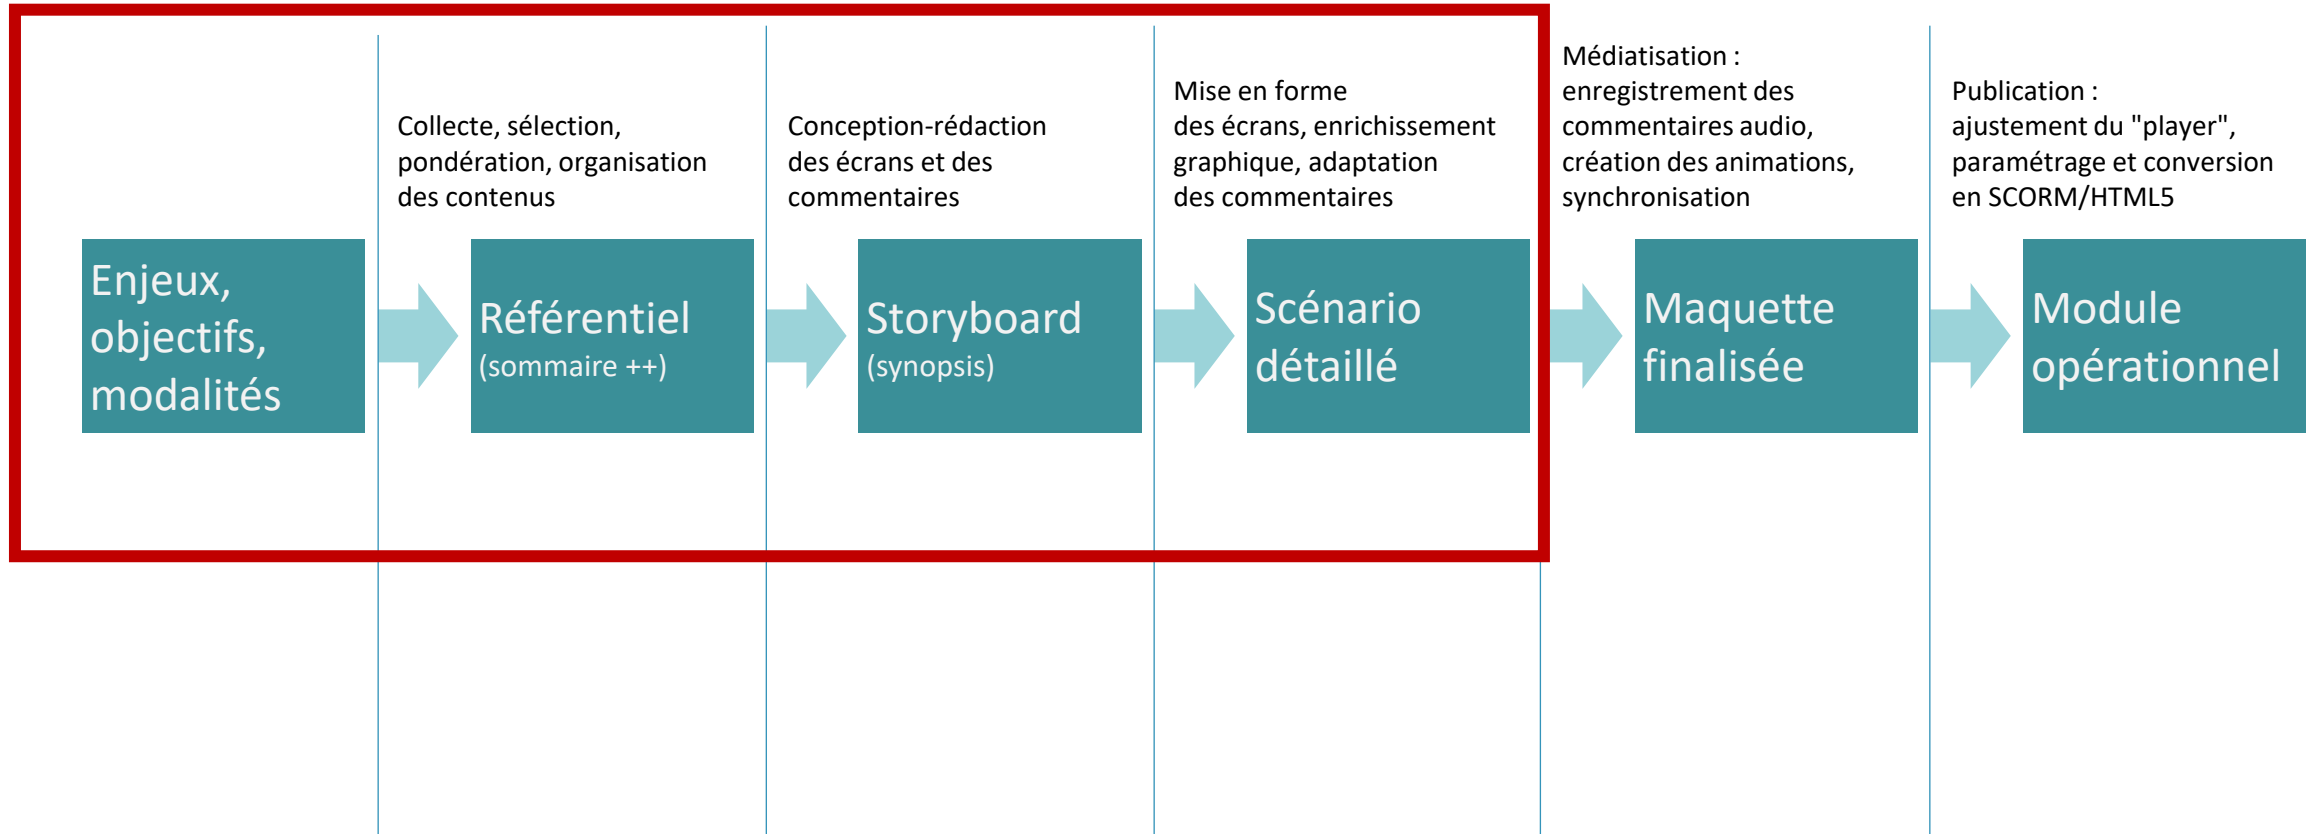 Collecte, sélection,
pondération, organisation
des contenus
Conception-rédaction
des écrans et des
commentaires
Mise en forme
des écrans, enrichissement
graphique, adaptation
des commentaires
Médiatisation :
enregistrement des
commentaires audio,
création des animations,
synchronisation
Publication :
ajustement du "player",
paramétrage et conversion
en SCORM/HTML5
Enjeux,
objectifs,
modalités
Référentiel
(sommaire ++)
Storyboard
(synopsis)
Scénario
détaillé
Maquette
finalisée
Module
opérationnel